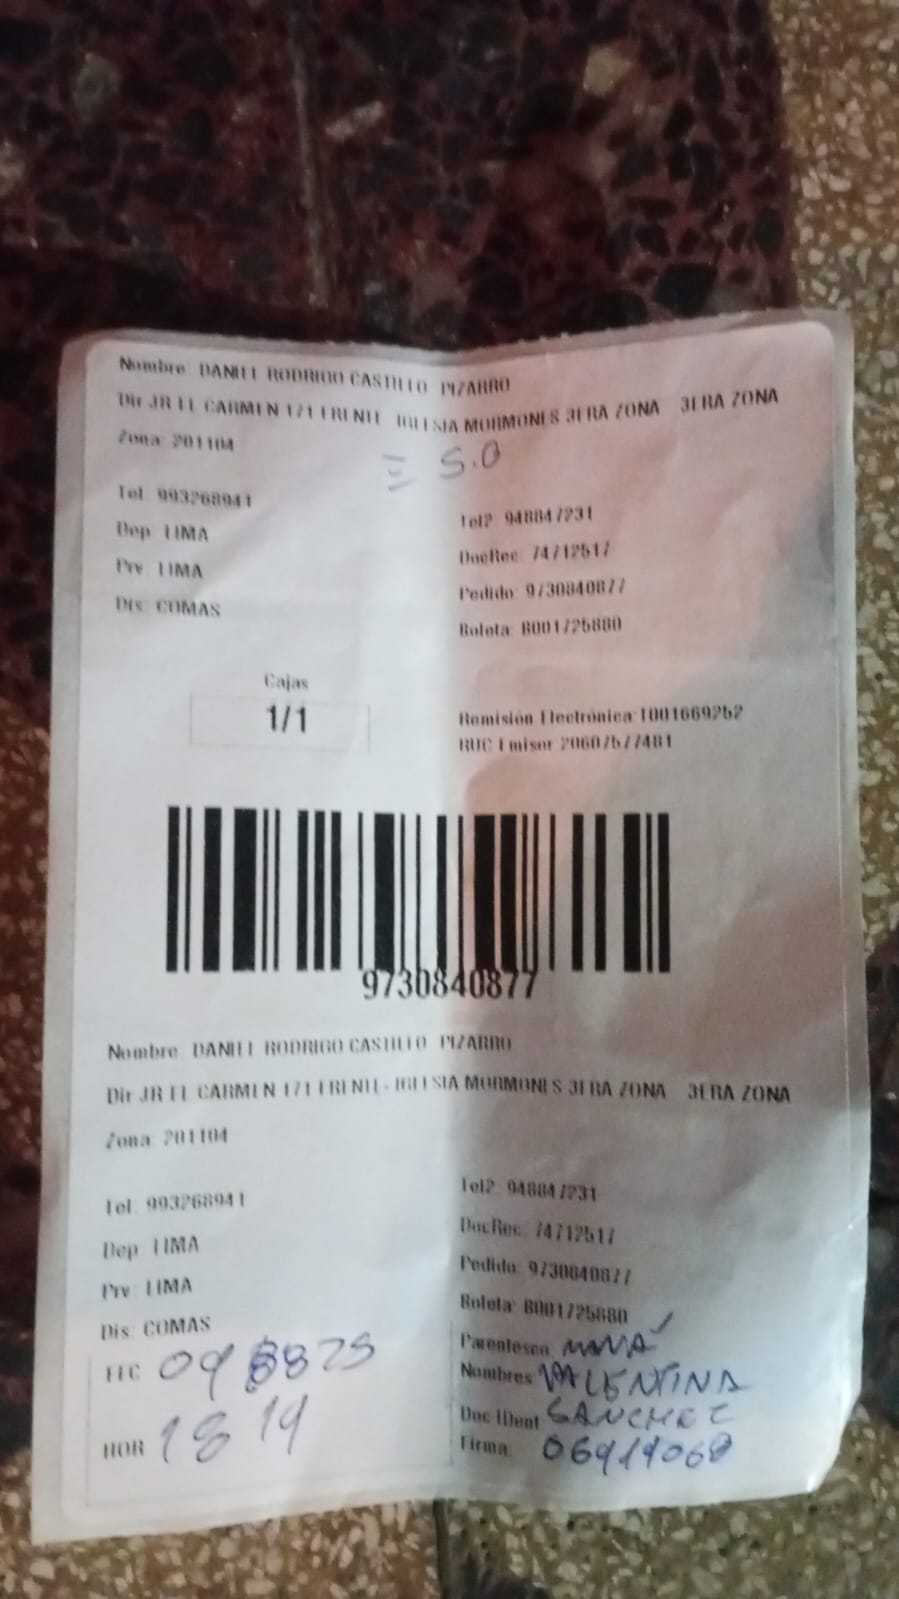 Nombre: DANIEL RODRIGO CASTILLO PIZARRO
Dir JR EL CARMEN 171 FRENTE - IGLESIA MORMONES 3ERA ZONA 3ERA ZONA
Zona: 201104
S.O
Tel: 993268941
Tel2: 948847231
Dep: LIMA
DocRec: 74712517
Prv: LIMA
Pedido: 9730840877
Dis: COMAS
Boleta: B001725880
Cajas
1/1
Remisión Electrónica:1001669252
RUC Emisor 20607577481
9730840877
Nombre: DANIEL RODRIGO CASTILLO PIZARRO
Dir JR EL CARMEN 171 FRENTE - IGLESIA MORMONES 3ERA ZONA 3ERA ZONA
Zona: 201104
Tel: 993268941
Tel2: 948847231
Dep: LIMA
DocRec: 74712517
Prv: LIMA
Pedido: 9730840877
Dis: COMAS
Boleta: B001725880
Parentesco: MAMÁ
FEC
Nombres VALENTINA
Doc IDent SANCHEZ
HOR 18 19
Firma: